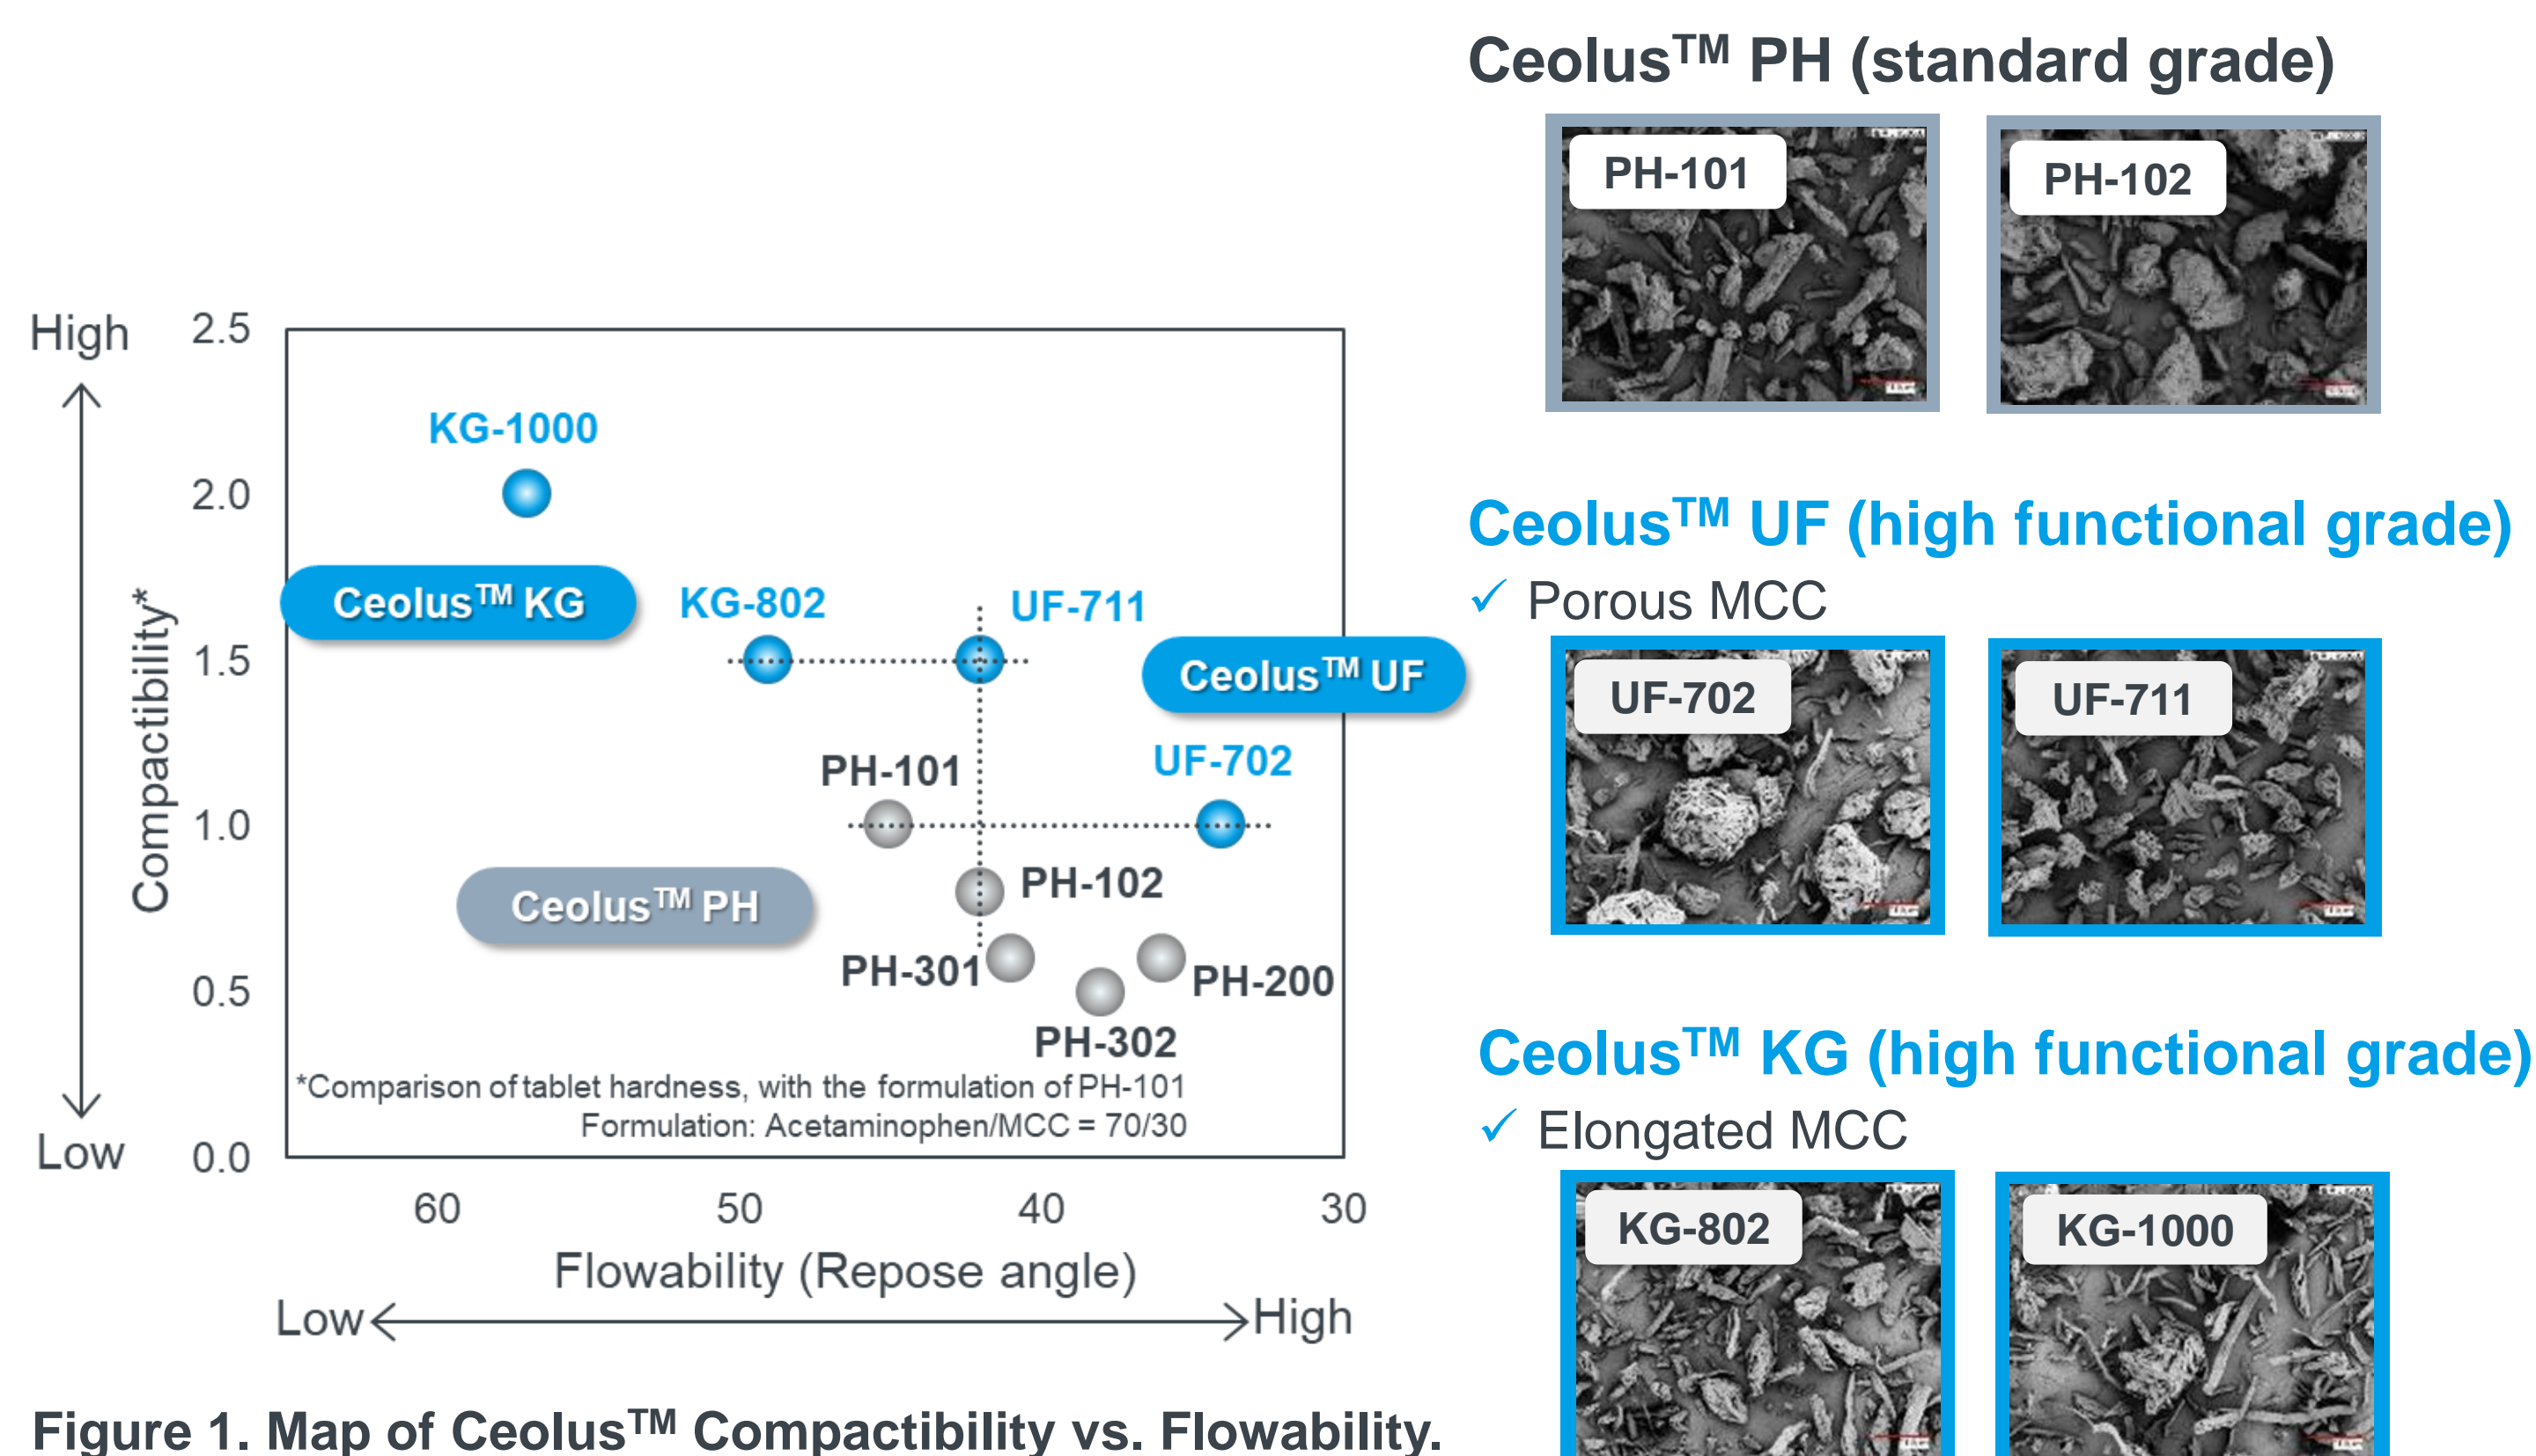 Ceolus™ PH (standard grade)
PH-101
PH-102
Ceolus™ UF (high functional grade)
✓ Porous MCC
UF-702
UF-711
Ceolus™ KG (high functional grade)
✓ Elongated MCC
KG-802
KG-1000
High
Low
Compactibility*
2.5
2.0
1.5
1.0
0.5
0.0
KG-1000
Ceolus™ KG
KG-802
UF-711
Ceolus™ UF
PH-101
UF-702
Ceolus™ PH
PH-102
PH-301
PH-200
PH-302
*Comparison of tablet hardness, with the formulation of PH-101
Formulation: Acetaminophen/MCC = 70/30
60
50
40
30
Flowability (Repose angle)
Low
High
Figure 1. Map of Ceolus™ Compactibility vs. Flowability.